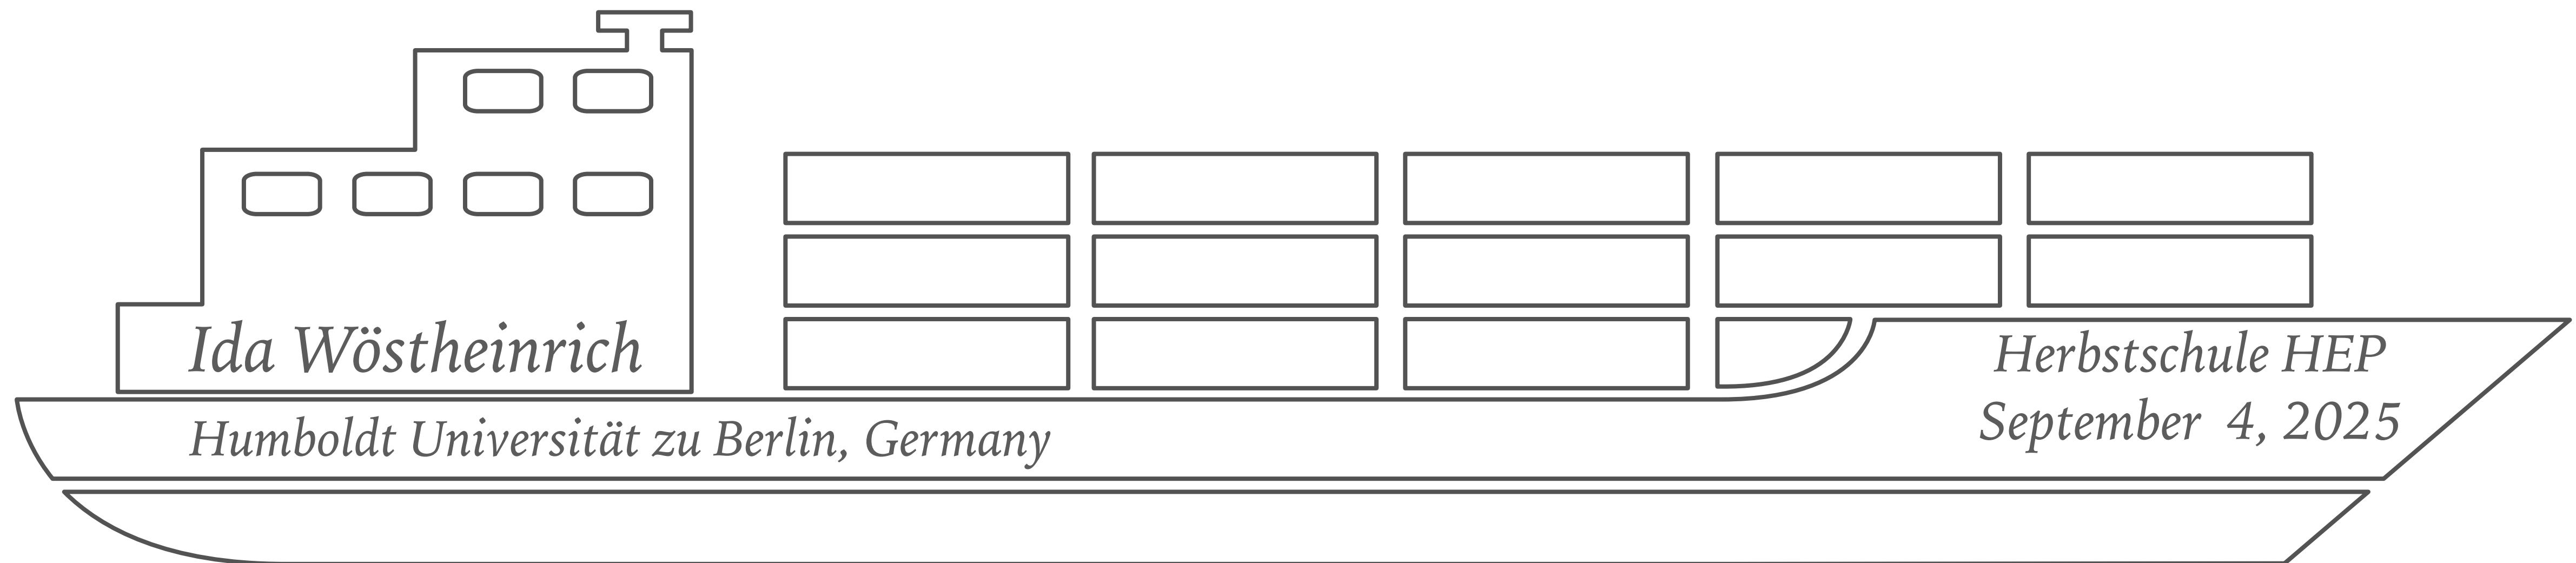 Ida Wöstheinrich
Humboldt Universität zu Berlin, Germany
Herbstschule HEP
September 4, 2025